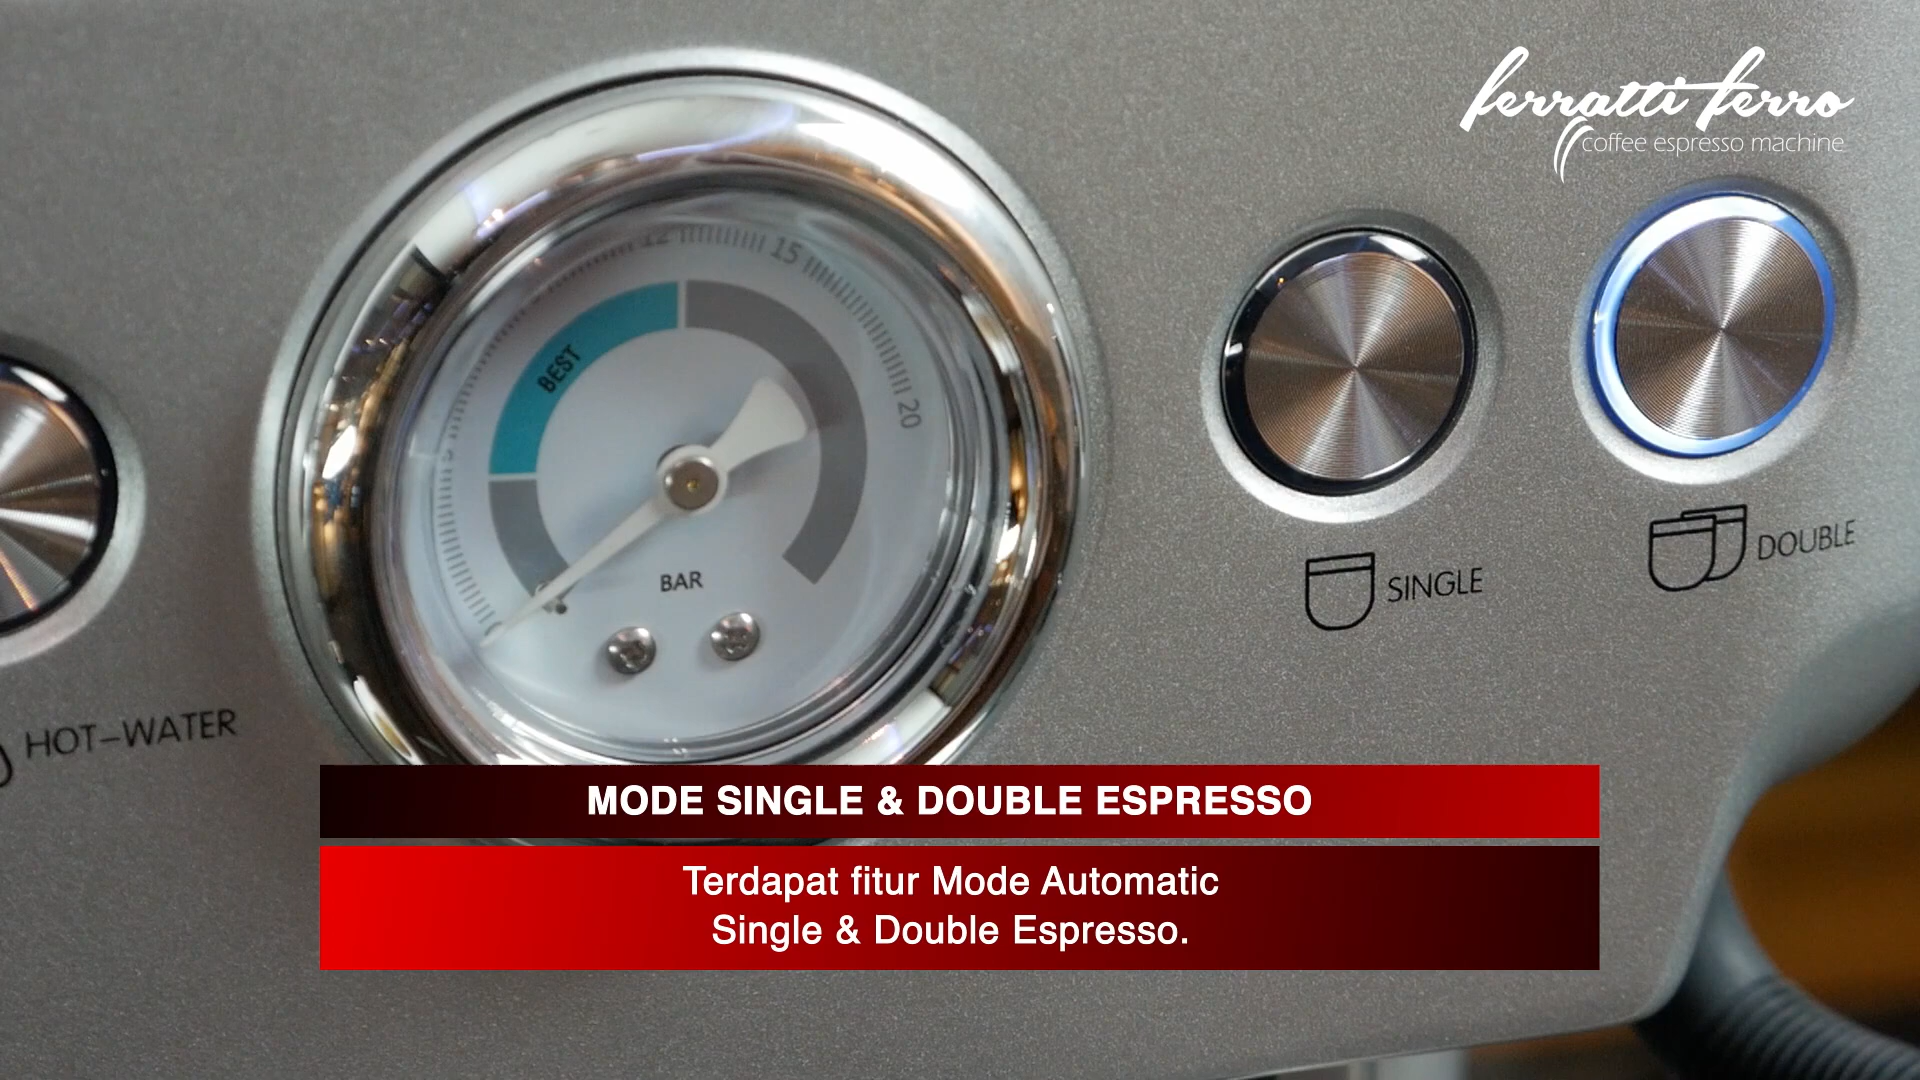 ferratti ferro
coffee espresso machine
12
15
20
BEST
BAR
0
SINGLE
DOUBLE
HOT-WATER
MODE SINGLE & DOUBLE ESPRESSO
Terdapat fitur Mode Automatic
Single & Double Espresso.